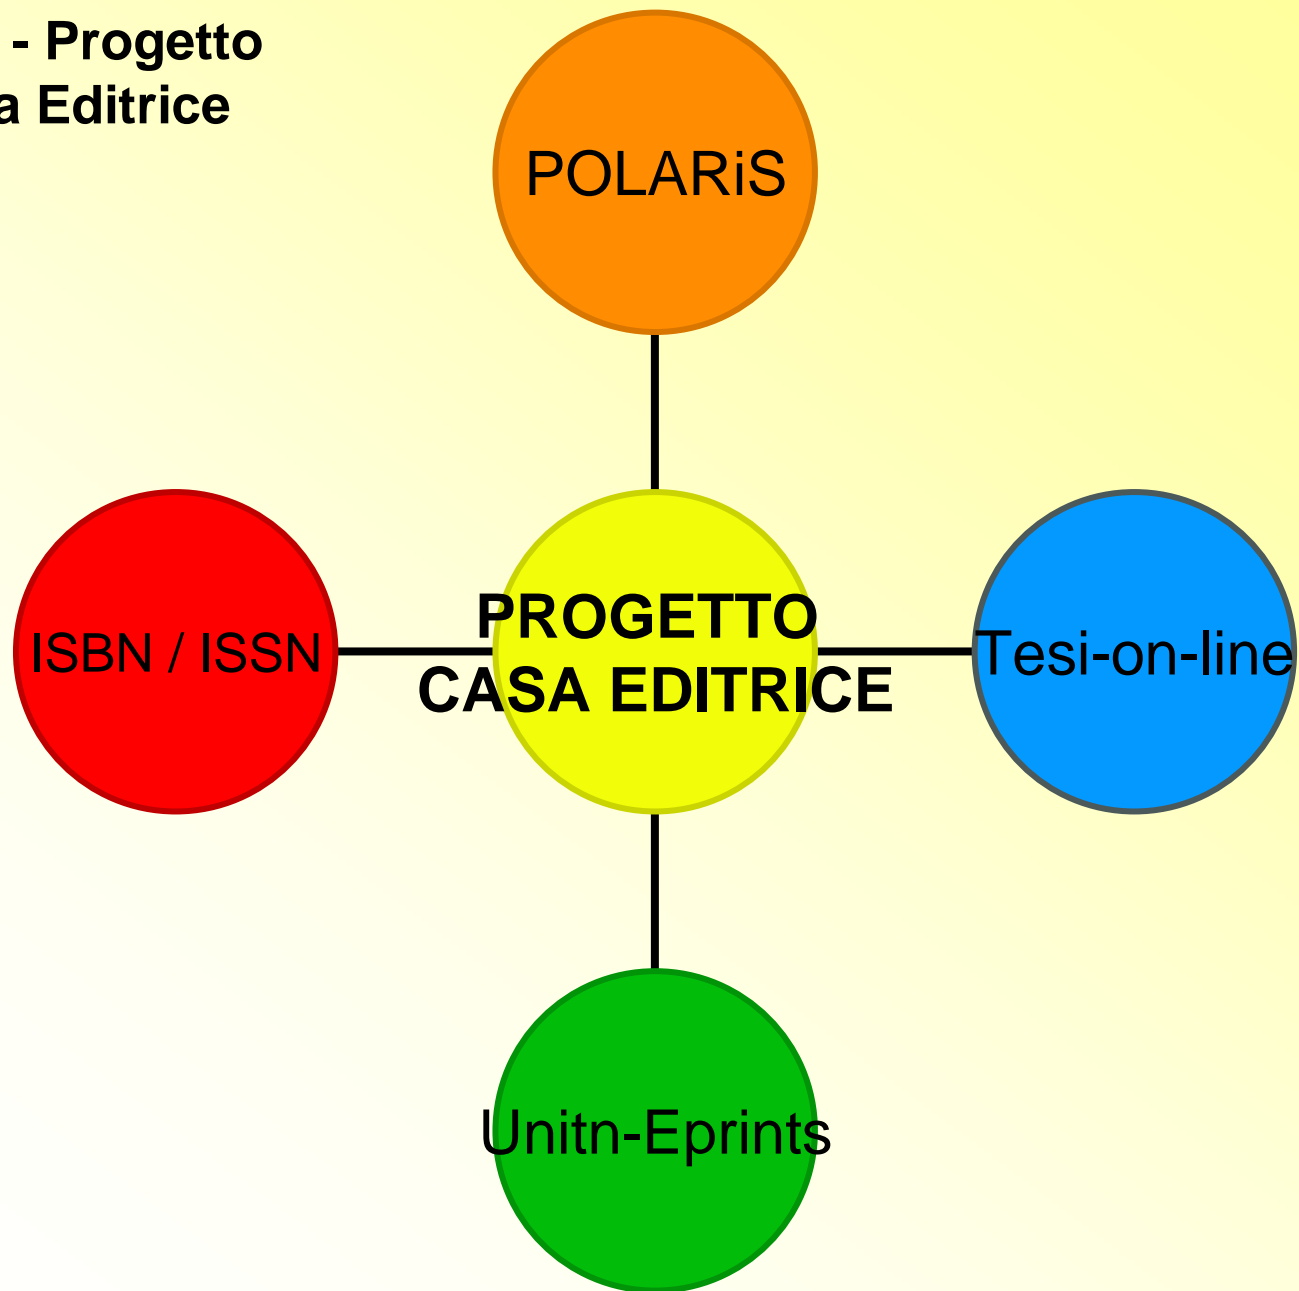 - Progetto
a Editrice
POLARiS
ISBN / ISSN
PROGETTO
CASA EDITRICE
Tesi-on-line
Unitn-Eprints